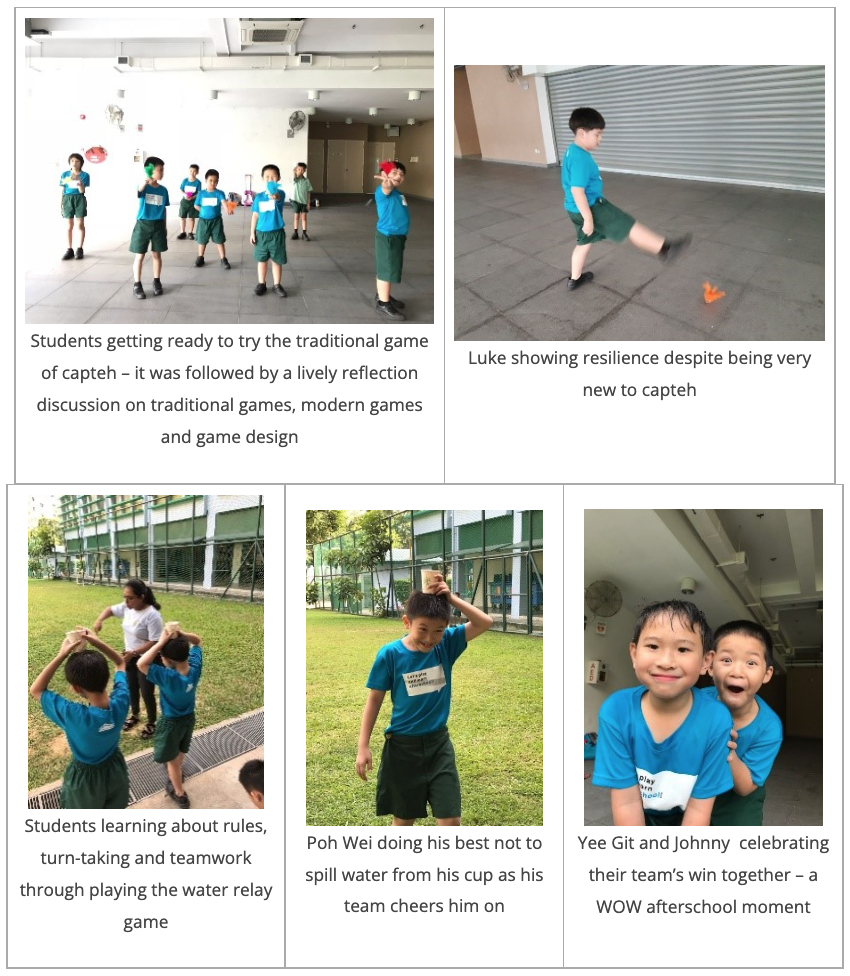 Students getting ready to try the traditional game
of capteh – it was followed by a lively reflection
discussion on traditional games, modern games
and game design
Luke showing resilience despite being very
new to capteh
Students learning about rules,
turn-taking and teamwork
through playing the water relay
game
Poh Wei doing his best not to
spill water from his cup as his
team cheers him on
Yee Git and Johnny  celebrating
their team’s win together – a
WOW afterschool moment
play